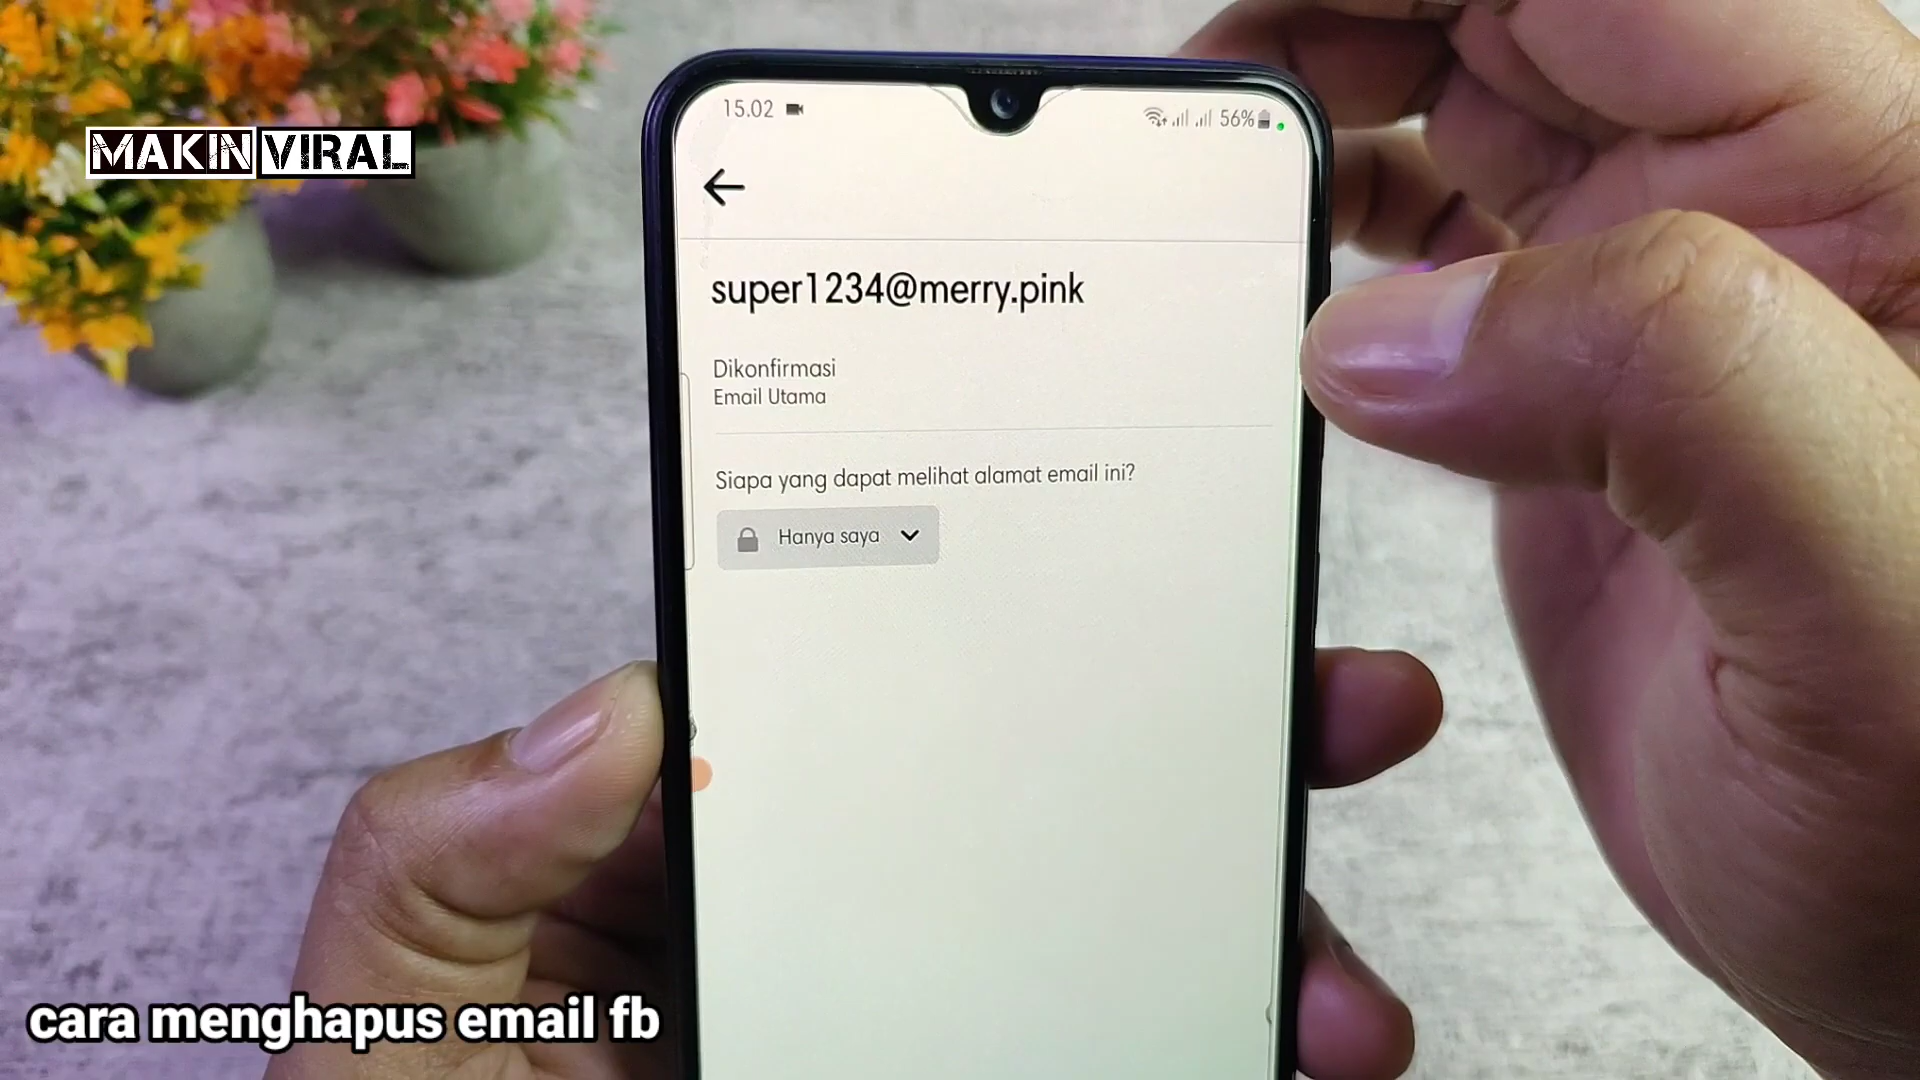 MAKIN VIRAL
15.02
56%
super1234@merry.pink
Dikonfirmasi
Email Utama
Siapa yang dapat melihat alamat email ini?
Hanya saya
cara menghapus email fb